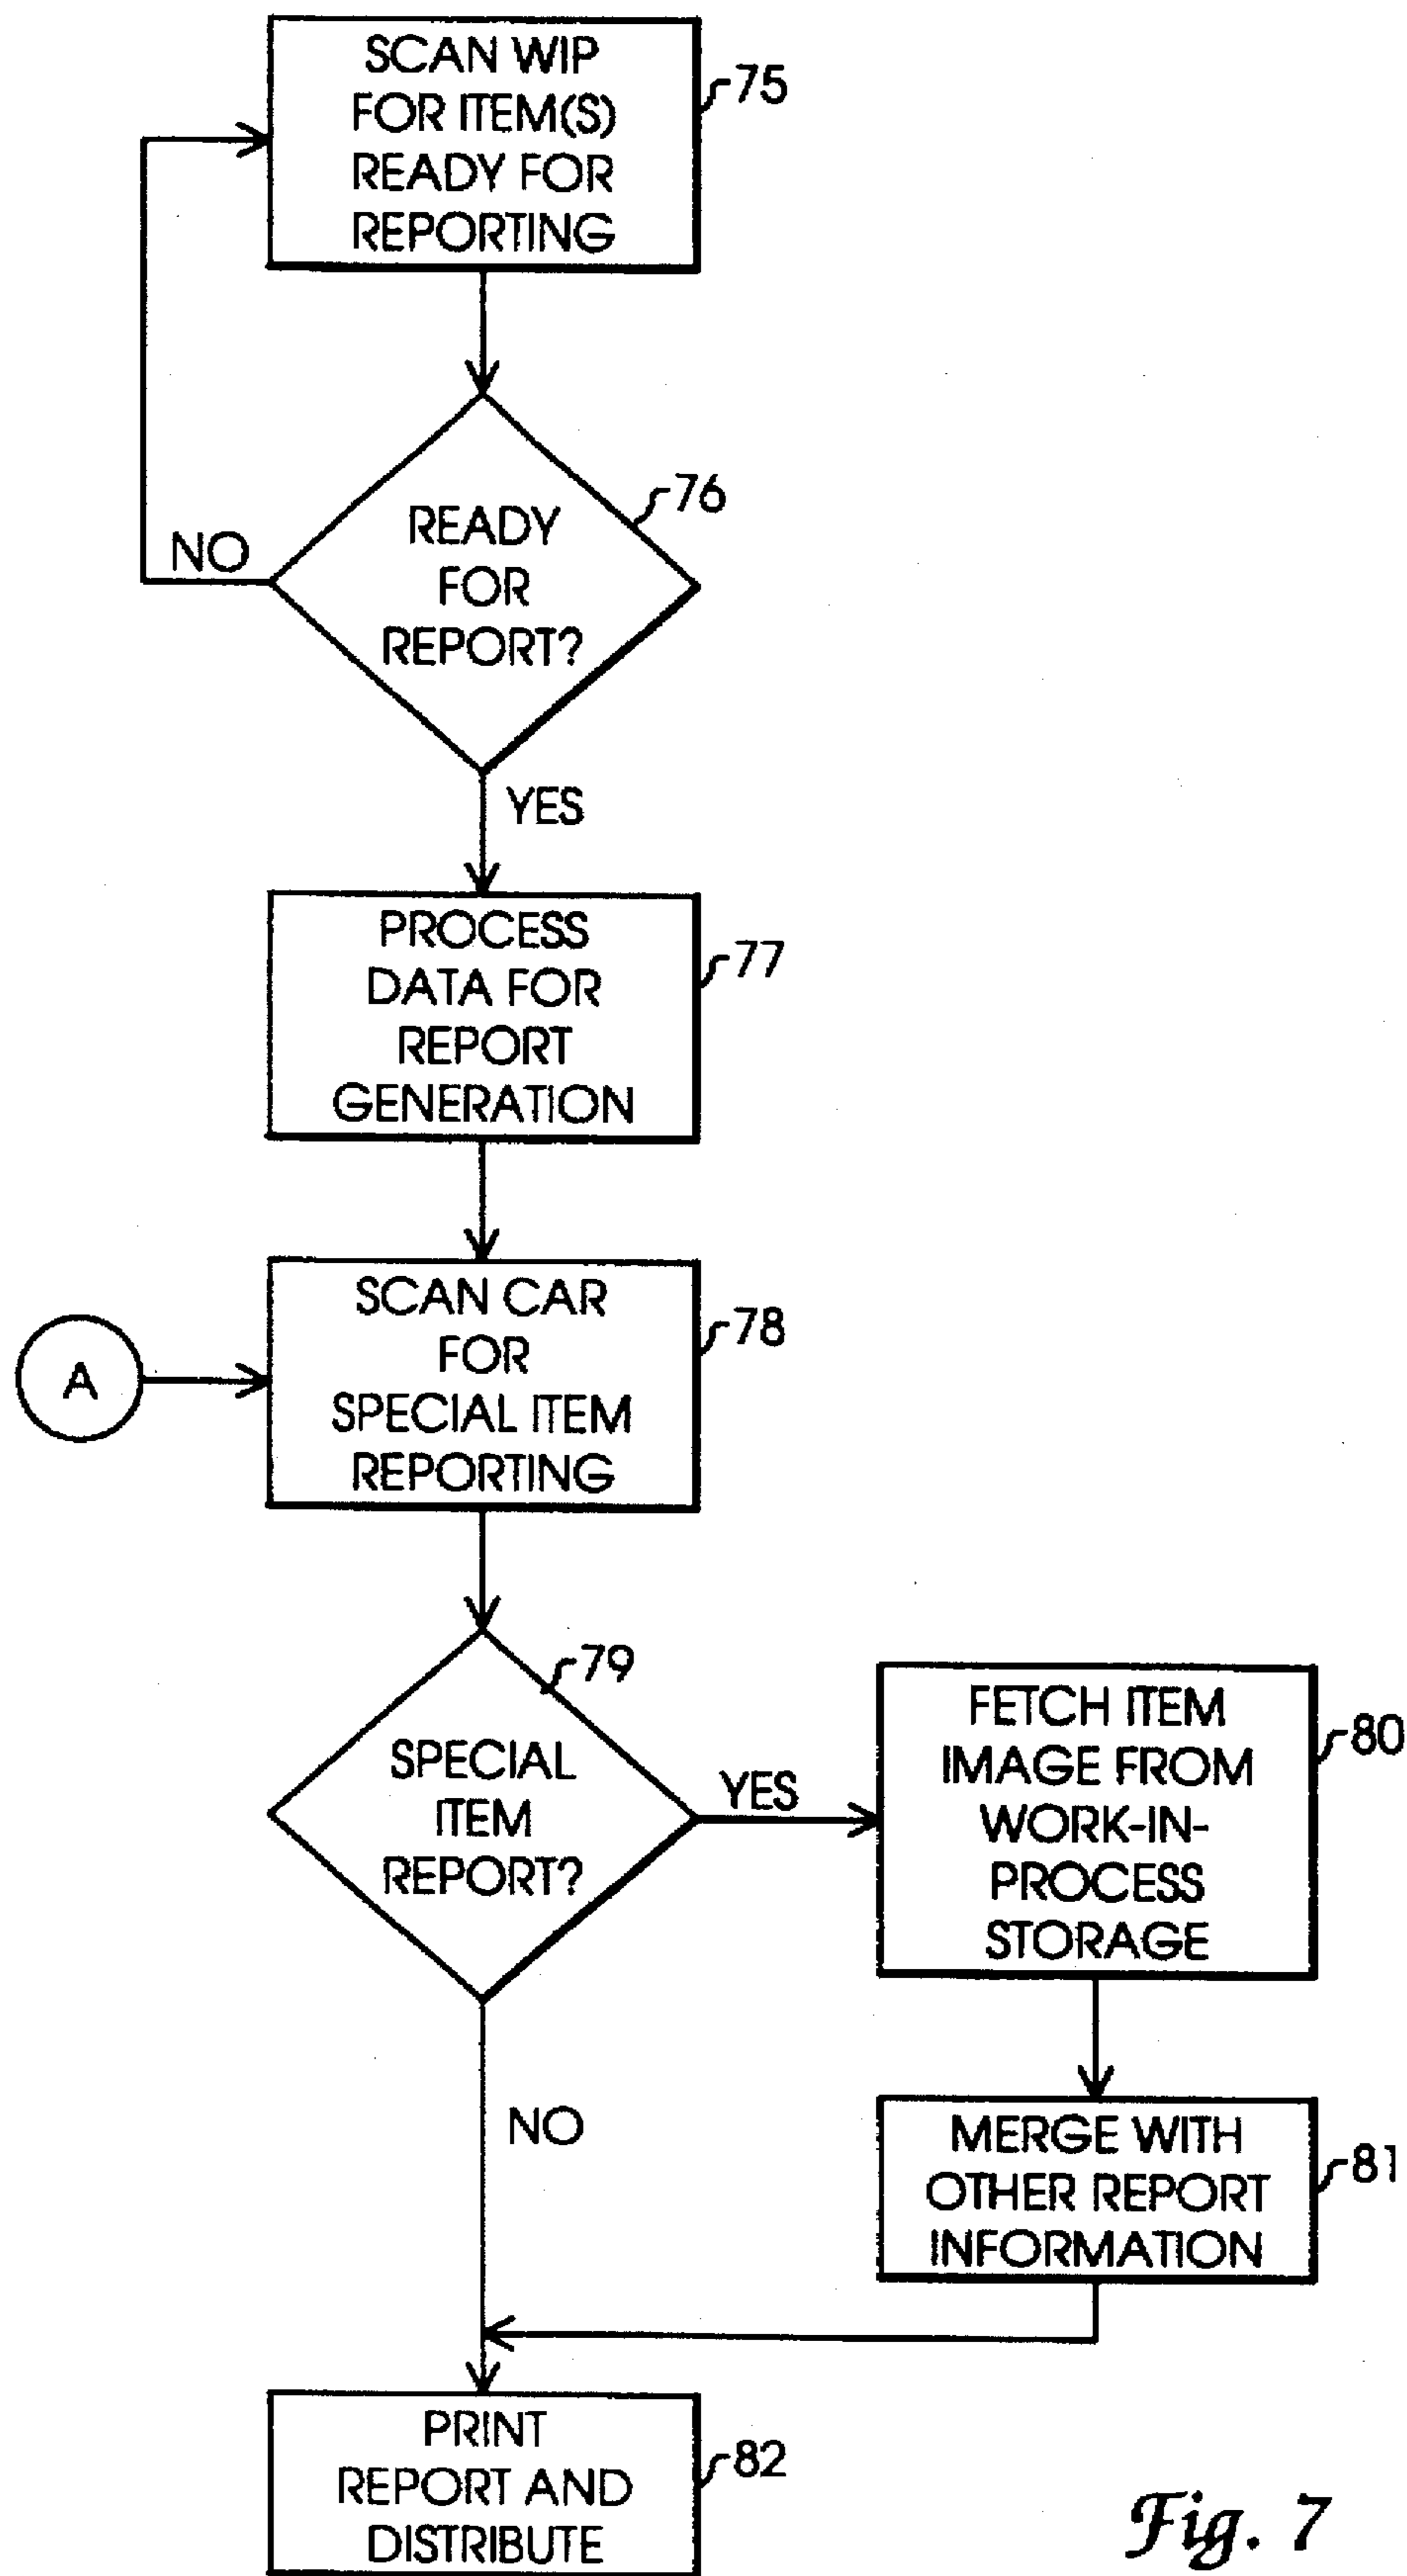 SCAN WIP
FOR ITEM(S)
READY FOR
REPORTING
75
READY
FOR
REPORT?
76
NO
YES
PROCESS
DATA FOR
REPORT
GENERATION
77
SCAN CAR
FOR
SPECIAL ITEM
REPORTING
78
A
SPECIAL
ITEM
REPORT?
79
YES
NO
FETCH ITEM
IMAGE FROM
WORK-IN-
PROCESS
STORAGE
80
MERGE WITH
OTHER REPORT
INFORMATION
81
PRINT
REPORT AND
DISTRIBUTE
82
Fig. 7